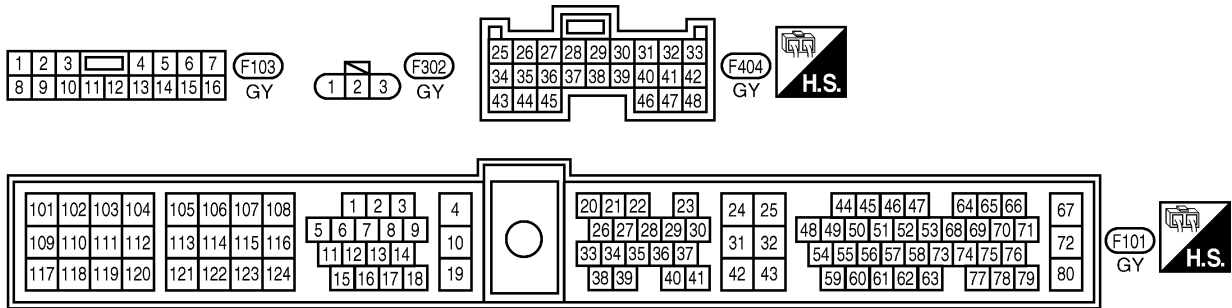 1 2 3 4 5 6 7
8 9 10 11 12 13 14 15 16
F103
GY
1 2 3
F302
GY
25 26 27 28 29 30 31 32 33
34 35 36 37 38 39 40 41 42
43 44 45 46 47 48
F404
GY
H.S.
101 102 103 104 105 106 107 108 1 2 3 4 20 21 22 23 24 25 44 45 46 47 64 65 66 67
5 6 7 8 9 26 27 28 29 30 48 49 50 51 52 53 68 69 70 71
109 110 111 112 113 114 115 116 10 31 32 72
11 12 13 14 33 34 35 36 37 54 55 56 57 58 73 74 75 76
117 118 119 120 121 122 123 124 15 16 17 18 19 38 39 40 41 42 43 59 60 61 62 63 77 78 79 80
F101
GY
H.S.